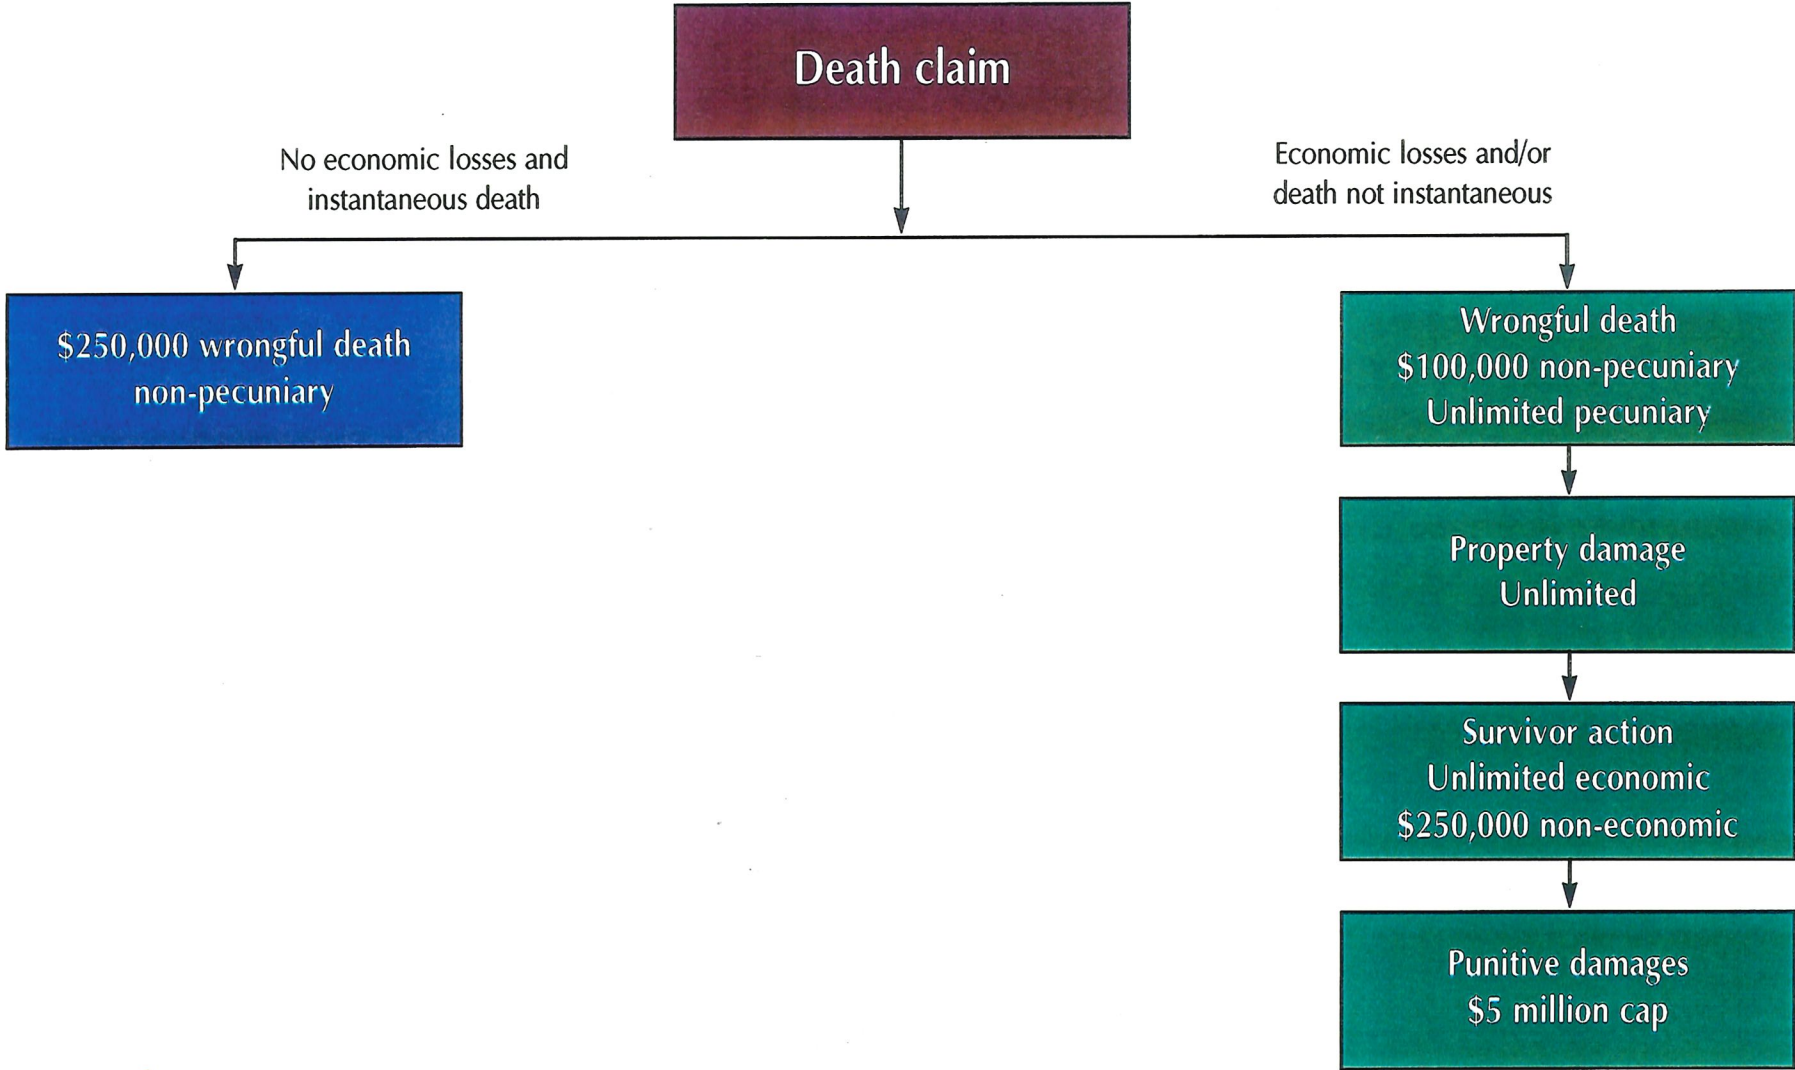 Death claim
No economic losses and
instantaneous death
Economic losses and/or
death not instantaneous
$250,000 wrongful death
non-pecuniary
Wrongful death
$100,000 non-pecuniary
Unlimited pecuniary
Property damage
Unlimited
Survivor action
Unlimited economic
$250,000 non-economic
Punitive damages
$5 million cap